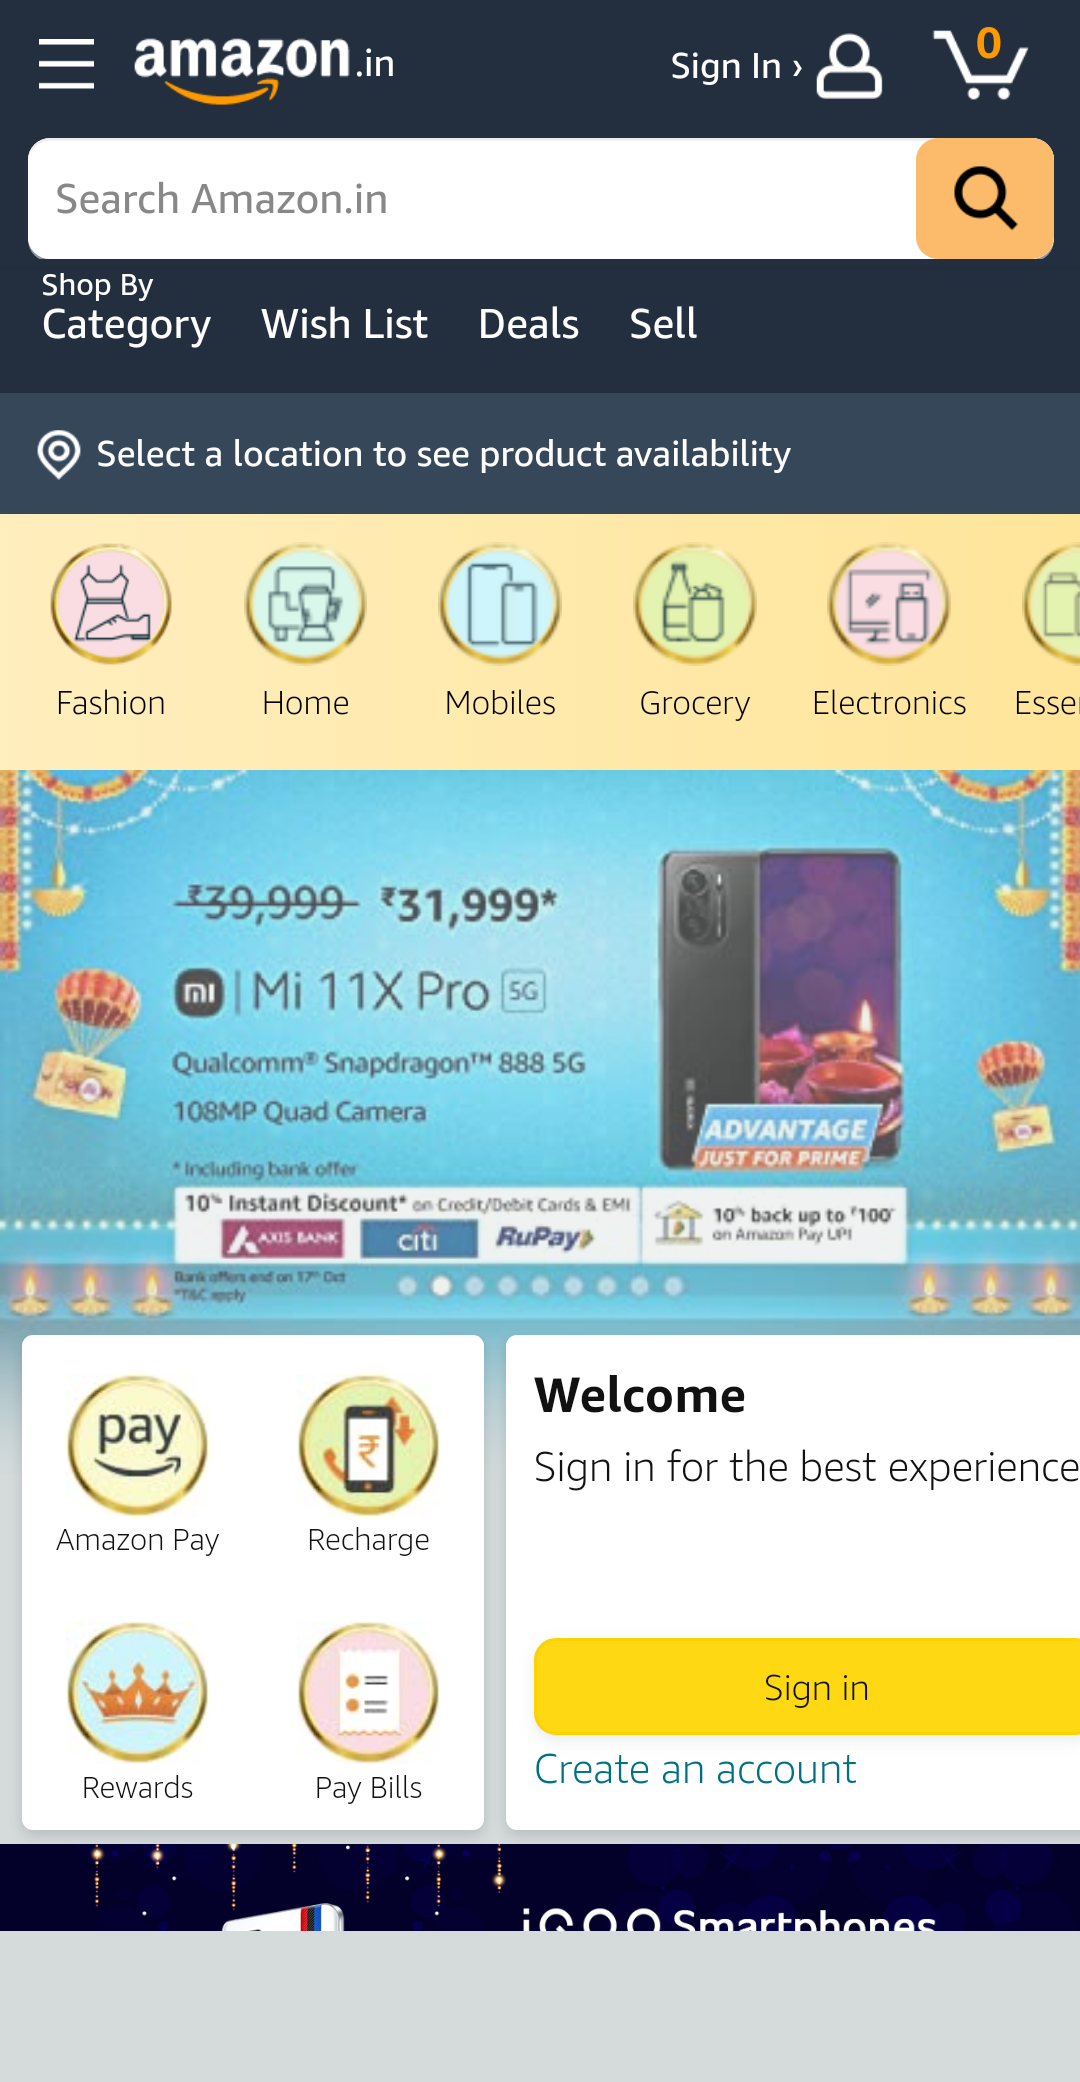 amazon.in
Sign In ›
0
Search Amazon.in
Shop By
Category Wish List Deals Sell
Select a location to see product availability
Fashion Home Mobiles Grocery Electronics Esse
₹39,999 ₹31,999*
mi | Mi 11X Pro 5G
Qualcomm® Snapdragon™ 888 5G
108MP Quad Camera
ADVANTAGE
JUST FOR PRIME
* Including bank offer
10% Instant Discount* on Credit/Debit Cards & EMI
AXIS BANK citi RuPay
10% back up to ₹100*
on Amazon Pay UPI
Bank offers end on 17th Oct
*T&C apply
pay
Amazon Pay Recharge
Rewards Pay Bills
Welcome
Sign in for the best experience
Sign in
Create an account
iQOO Smartphones